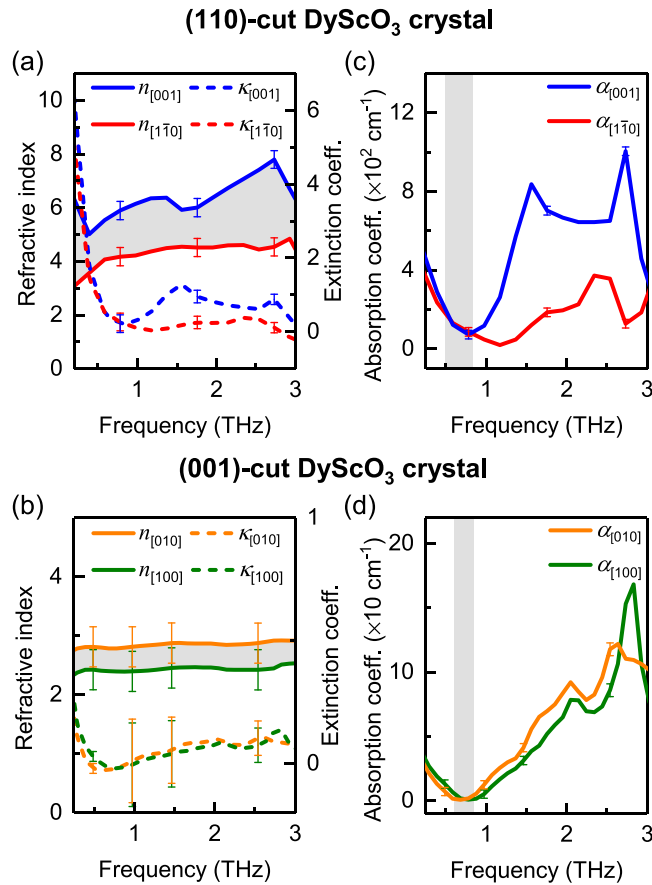 (110)-cut DyScO₃ crystal
(a)
n[001] κ[001]
n[11̄0] κ[11̄0]
Refractive index
10
8
6
4
2
0
Extinction coeff.
6
4
2
0
1 2 3
Frequency (THz)
(c)
α[001]
α[11̄0]
Absorption coeff. (×10² cm⁻¹)
12
8
4
0
1 2 3
Frequency (THz)
(001)-cut DyScO₃ crystal
(b)
n[010] κ[010]
n[100] κ[100]
Refractive index
4
2
0
Extinction coeff.
1
0
1 2 3
Frequency (THz)
(d)
α[010]
α[100]
Absorption coeff. (×10 cm⁻¹)
20
10
0
1 2 3
Frequency (THz)